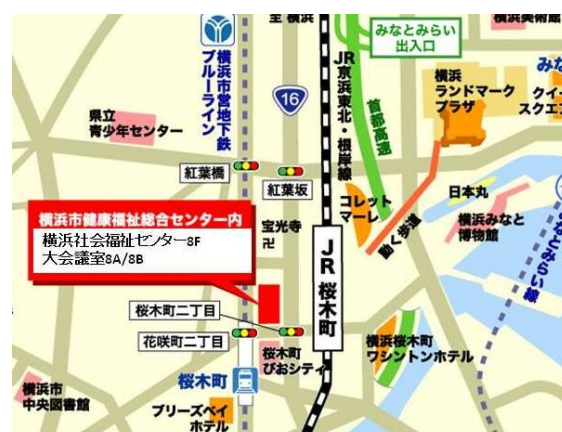 至 横浜
みなとみらい
出入口
横浜美術館
横浜市営地下鉄
ブルーライン
16
JR京浜東北・根岸線
首都高速
横浜
ランドマーク
プラザ
みな
クイー
スクエア
県立
青少年センター
紅葉橋
紅葉坂
コレット
マーレ
動く歩道
日本丸
横浜みなと
博物館
みなとみらい線
横浜市健康福祉総合センター内
横浜社会福祉センター8F
大会議室8A/8B
宝光寺
卍
JR 桜木町
桜木町二丁目
花咲町二丁目
桜木町
ぴおシティ
横浜桜木町
ワシントンホテル
桜木町
横浜市
中央図書館
ブリーズベイ
ホテル